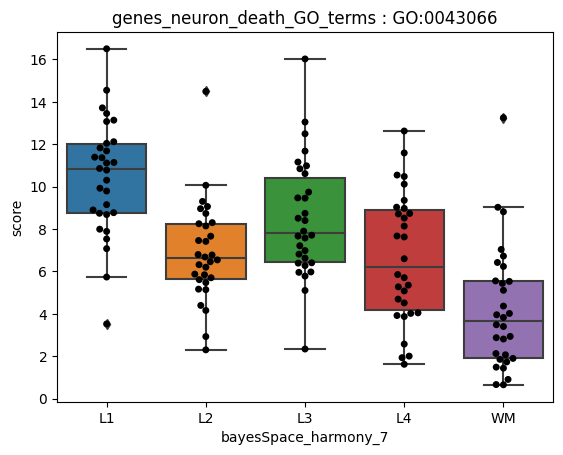 genes_neuron_death_GO_terms : GO:0043066
16
14
12
10
8
6
4
2
0
score
L1 L2 L3 L4 WM
bayesSpace_harmony_7